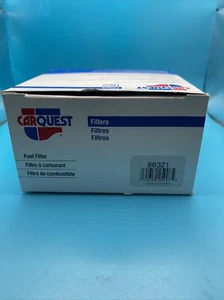 CARQUEST
Filters
Filtres
Filtros
Fuel Filter
Filtre à carburant
Filtro de combustible
86321